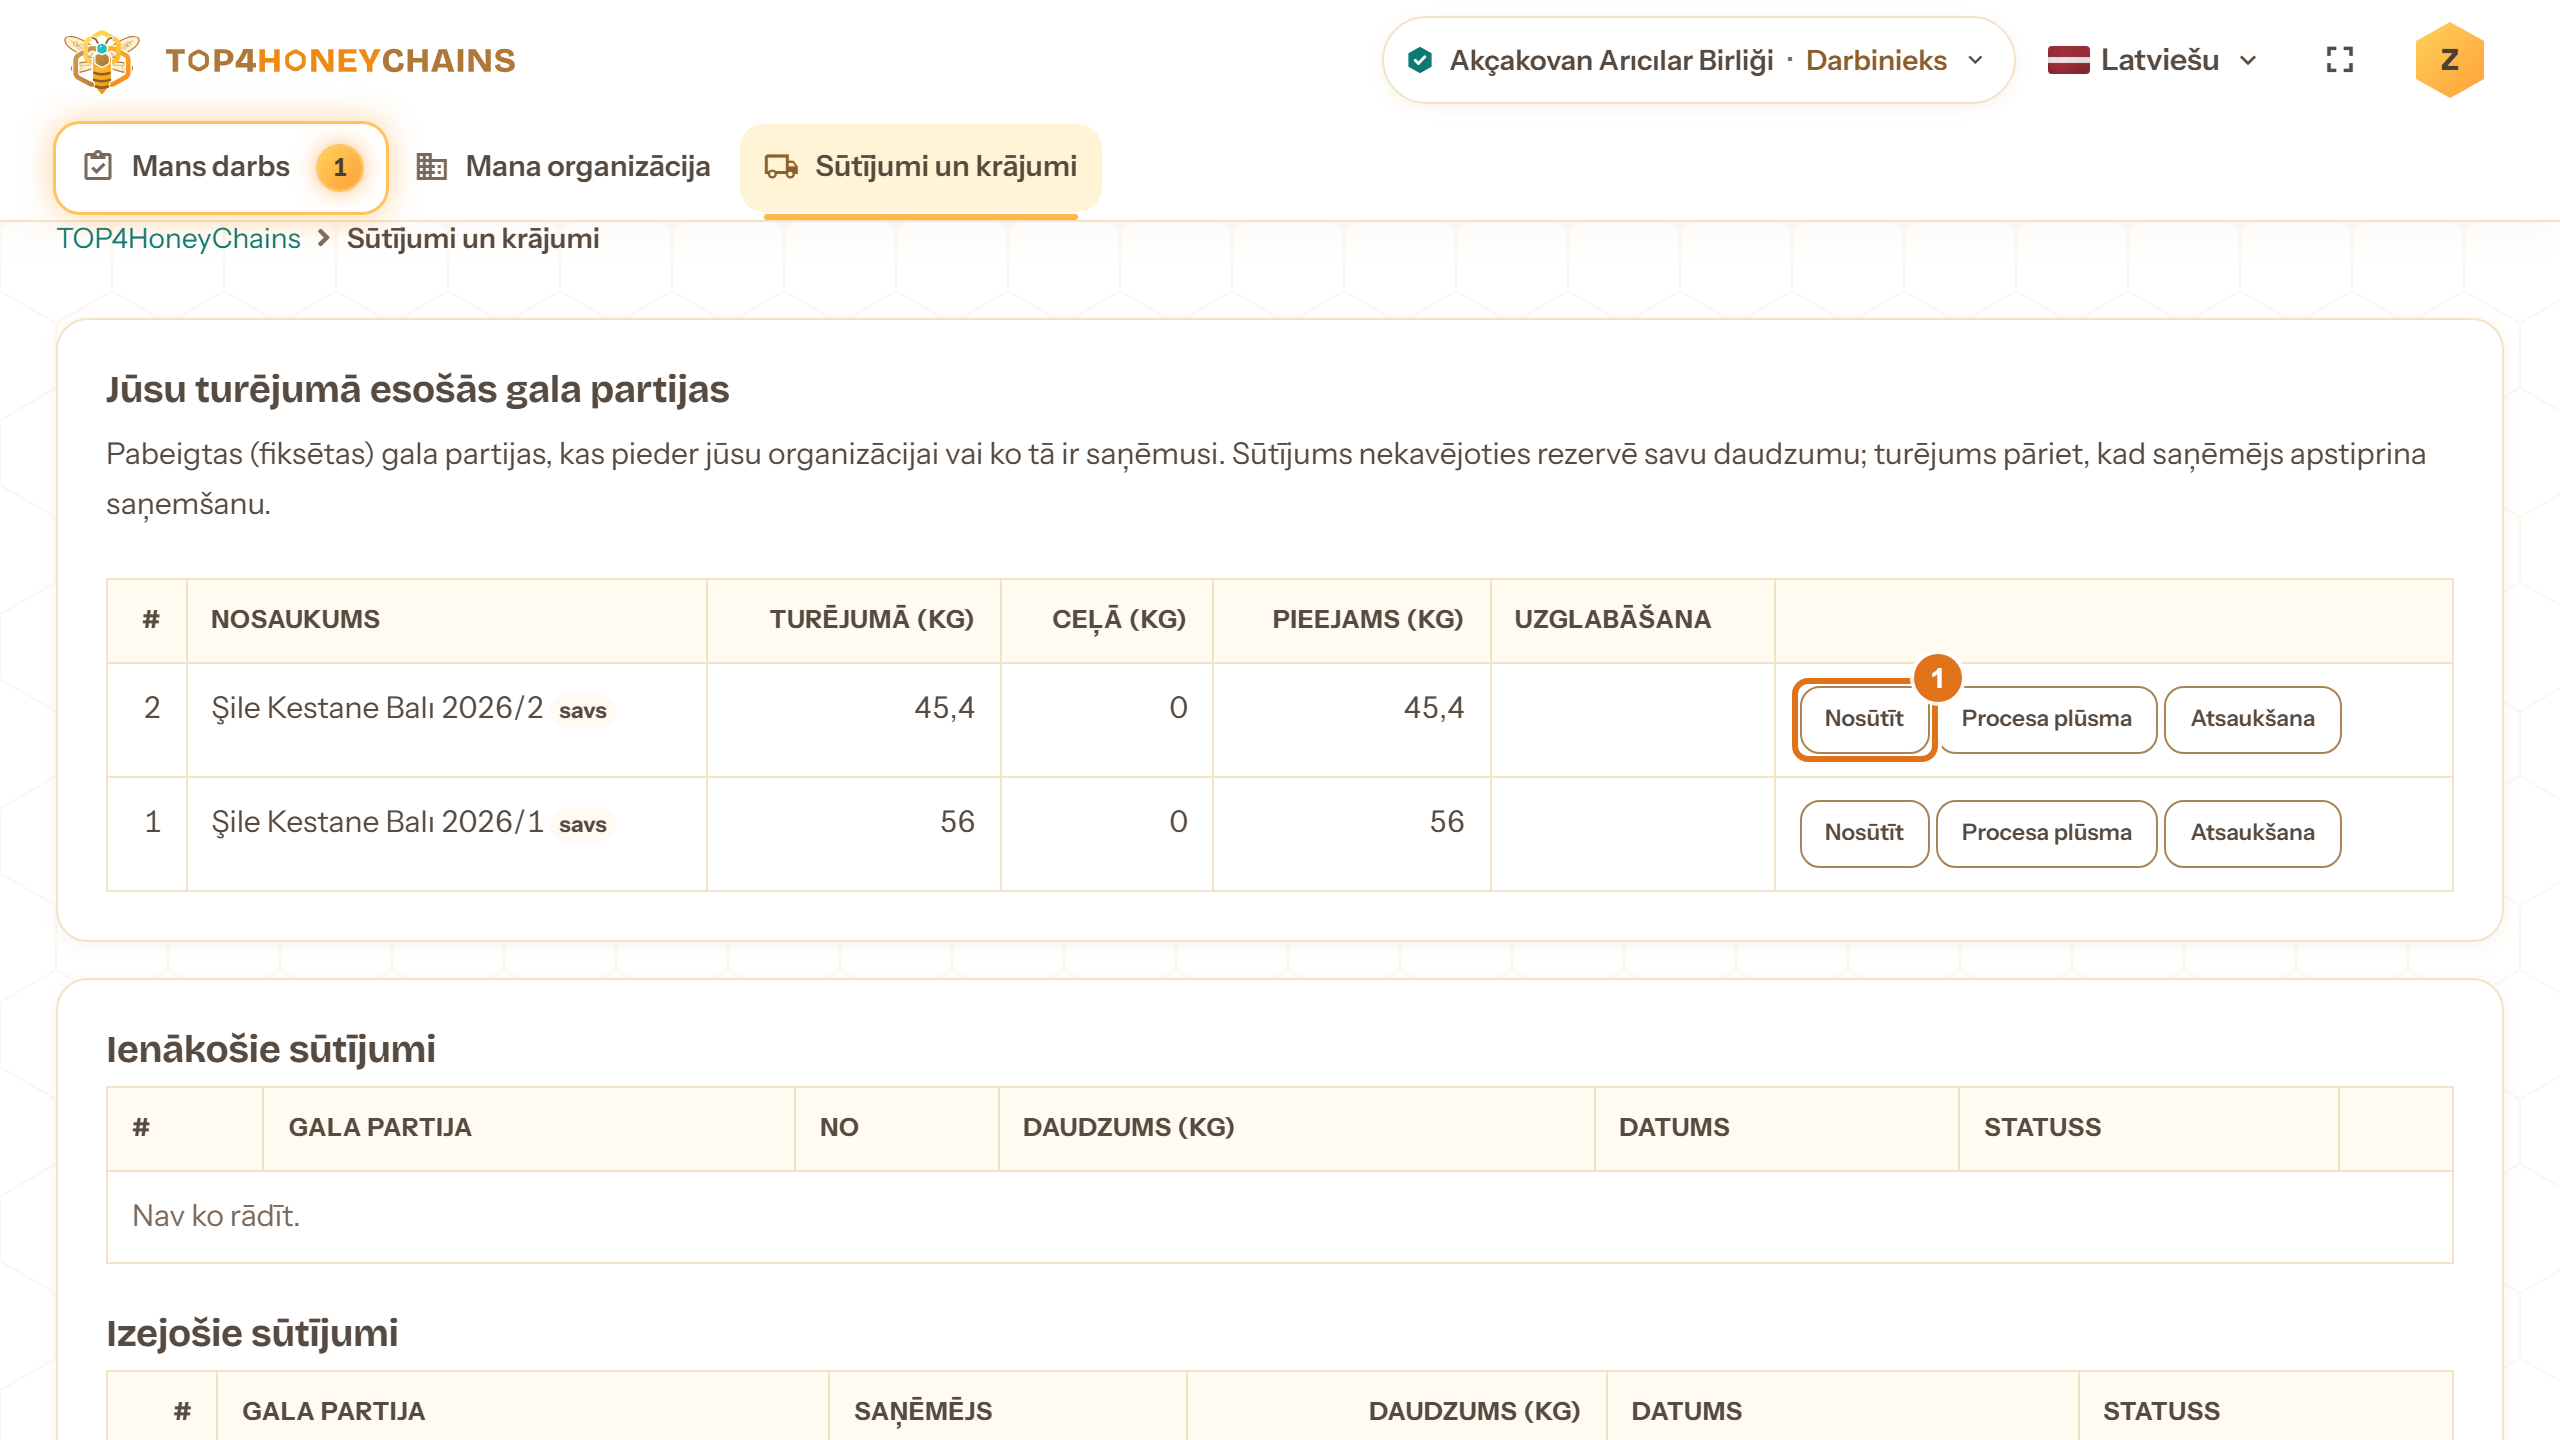 TOP4HONEYCHAINS
Akçakovan Arıcılar Birliği · Darbinieks
Latviešu
Z
Mans darbs 1
Mana organizācija
Sūtījumi un krājumi
TOP4HoneyChains > Sūtījumi un krājumi
Jūsu turējumā esošās gala partijas
Pabeigtas (fiksētas) gala partijas, kas pieder jūsu organizācijai vai ko tā ir saņēmusi. Sūtījums nekavējoties rezervē savu daudzumu; turējums pāriet, kad saņēmējs apstiprina
saņemšanu.
# NOSAUKUMS TURĒJUMĀ (KG) CEĻĀ (KG) PIEEJAMS (KG) UZGLABĀŠANA
1
2 Şile Kestane Balı 2026/2 savs 45,4 0 45,4 Nosūtīt Procesa plūsma Atsaukšana
1 Şile Kestane Balı 2026/1 savs 56 0 56 Nosūtīt Procesa plūsma Atsaukšana
Ienākošie sūtījumi
# GALA PARTIJA NO DAUDZUMS (KG) DATUMS STATUSS
Nav ko rādīt.
Izejošie sūtījumi
# GALA PARTIJA SAŅĒMĒJS DAUDZUMS (KG) DATUMS STATUSS